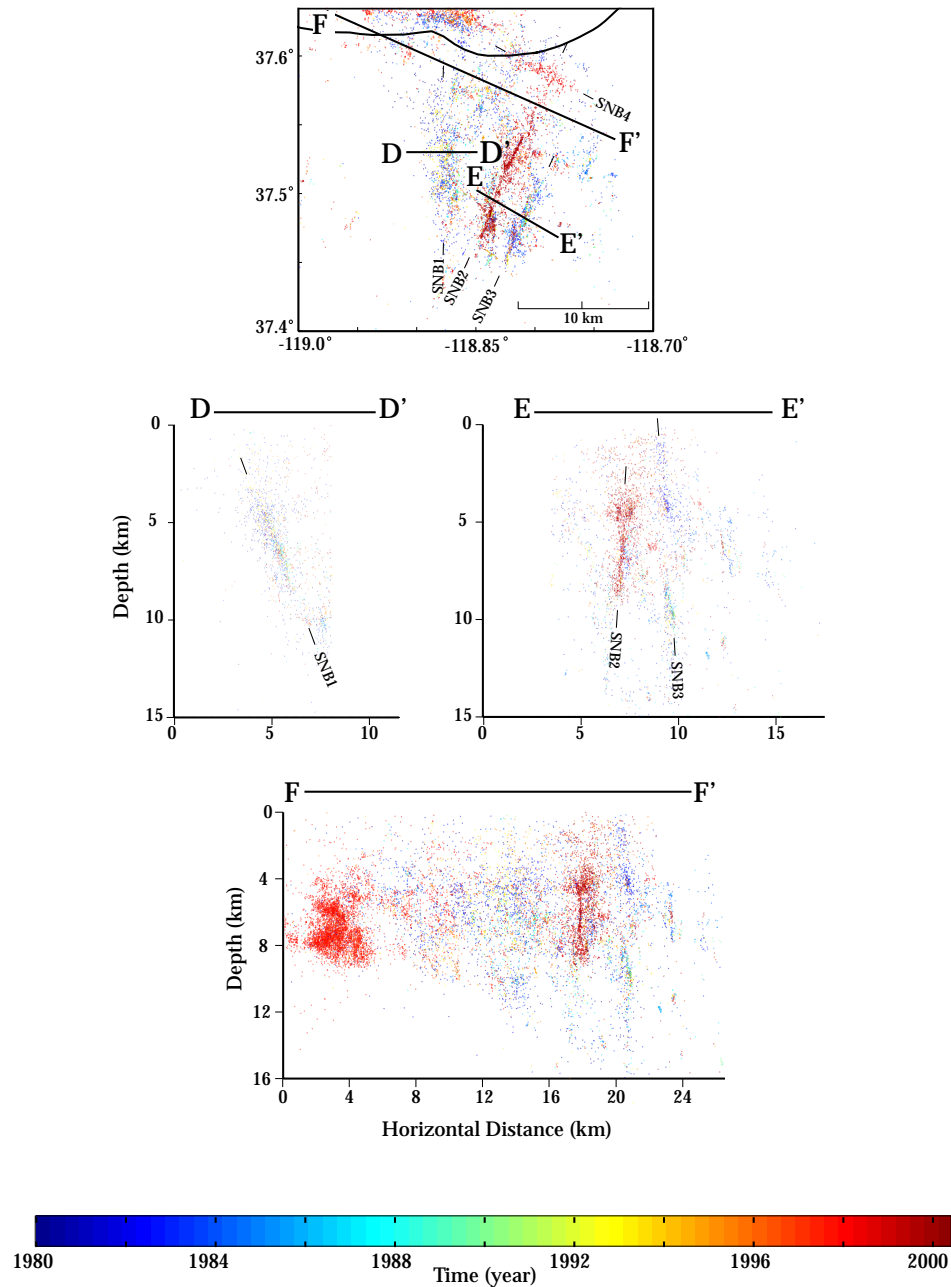 F
37.6°
SNB4
F'
D
D'
E
37.5°
E'
SNB1
SNB2
SNB3
10 km
37.4°
-119.0°
-118.85°
-118.70°
D
D'
E
E'
0
5
10
15
Depth (km)
SNB1
0
5
10
0
5
10
15
SNB2
SNB3
0
5
10
15
F
F'
0
4
8
12
16
Depth (km)
0
4
8
12
16
20
24
Horizontal Distance (km)
1980
1984
1988
1992
1996
2000
Time (year)